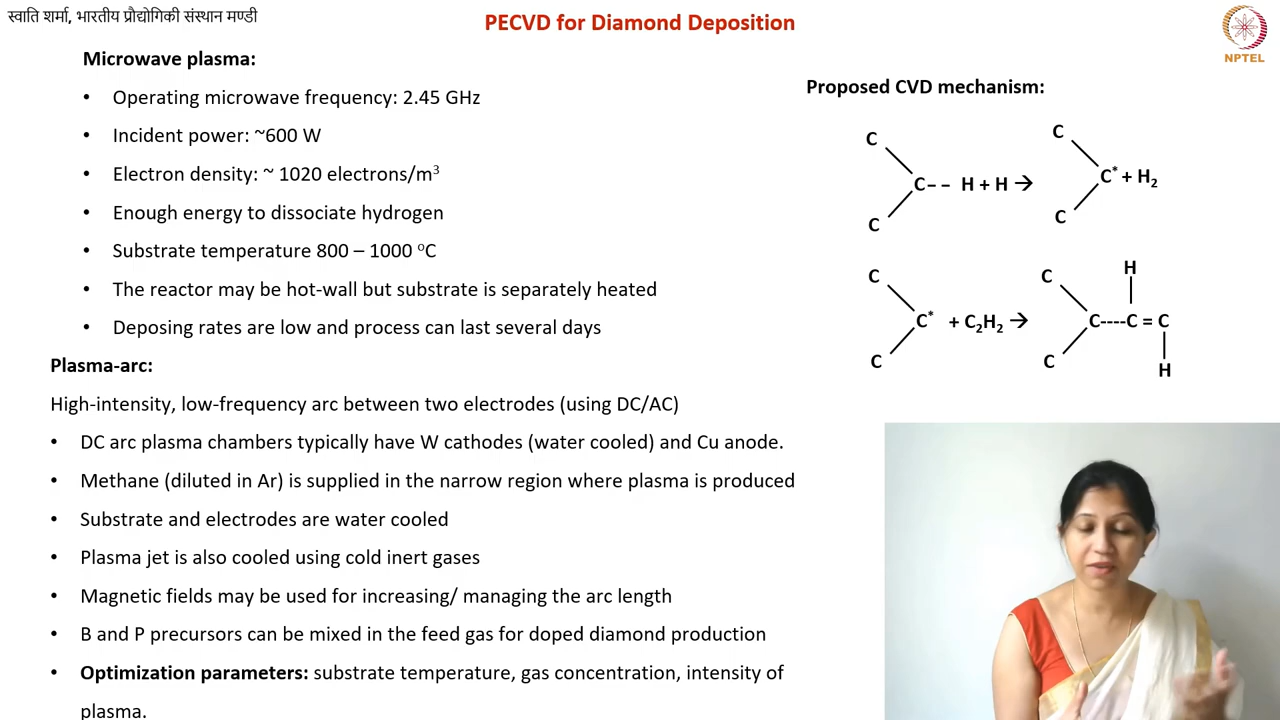 स्वाति शर्मा, भारतीय प्रौद्योगिकी संस्थान मण्डी
PECVD for Diamond Deposition
NPTEL
Microwave plasma:
• Operating microwave frequency: 2.45 GHz
• Incident power: ~600 W
• Electron density: ~ 1020 electrons/m³
• Enough energy to dissociate hydrogen
• Substrate temperature 800 – 1000 ºC
• The reactor may be hot-wall but substrate is separately heated
• Deposing rates are low and process can last several days
Plasma-arc:
High-intensity, low-frequency arc between two electrodes (using DC/AC)
• DC arc plasma chambers typically have W cathodes (water cooled) and Cu anode.
• Methane (diluted in Ar) is supplied in the narrow region where plasma is produced
• Substrate and electrodes are water cooled
• Plasma jet is also cooled using cold inert gases
• Magnetic fields may be used for increasing/ managing the arc length
• B and P precursors can be mixed in the feed gas for doped diamond production
• Optimization parameters: substrate temperature, gas concentration, intensity of
plasma.
Proposed CVD mechanism:
C C
C– – H + H → C* + H₂
C C
H
C C
C* + C₂H₂ → C----C = C
C C H